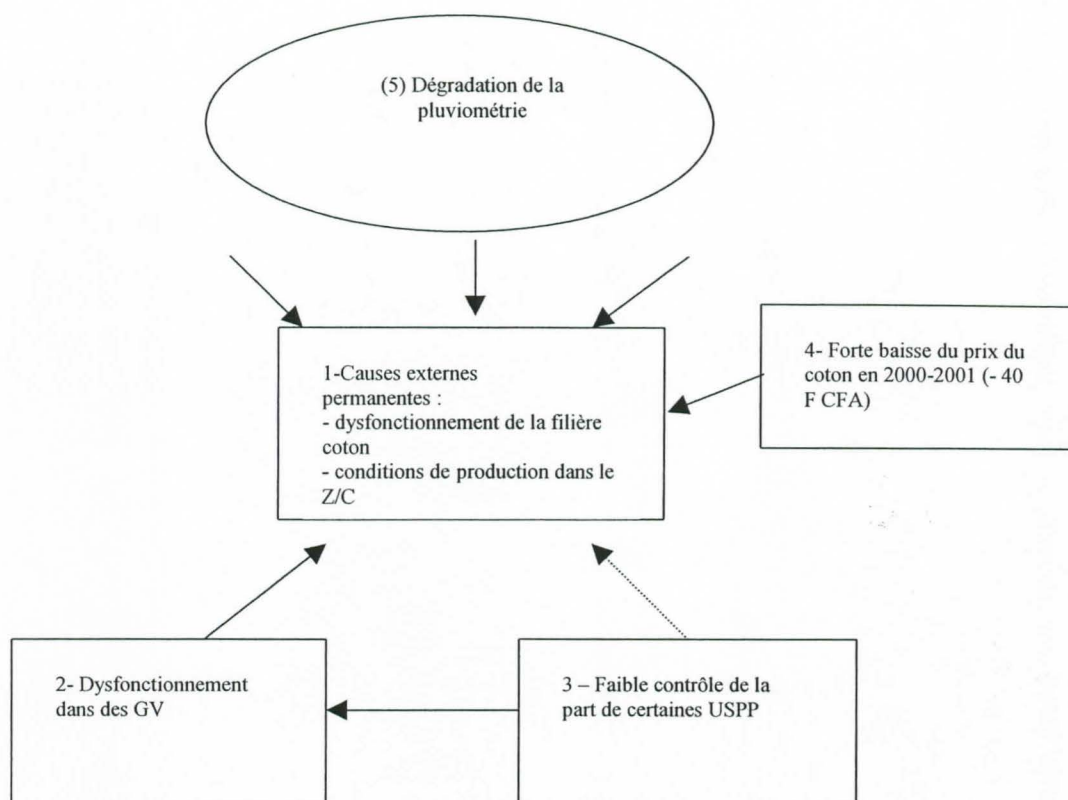 (5) Dégradation de la
pluviométrie
1-Causes externes
permanentes :
- dysfonctionnement de la filière
coton
- conditions de production dans le
Z/C
4- Forte baisse du prix du
coton en 2000-2001 (- 40
F CFA)
2- Dysfonctionnement
dans des GV
3 – Faible contrôle de la
part de certaines USPP